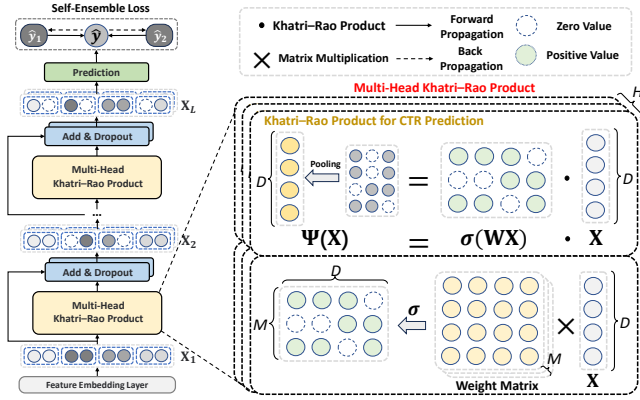 Self-Ensemble Loss
ŷ₁ ŷ ŷ₂
Prediction
X_L
Add & Dropout
Multi-Head
Khatri–Rao Product
...
X₂
Add & Dropout
Multi-Head
Khatri–Rao Product
X₁
Feature Embedding Layer
• Khatri–Rao Product
Forward
Propagation
Zero Value
× Matrix Multiplication
Back
Propagation
Positive Value
Multi-Head Khatri–Rao Product
H
Khatri–Rao Product for CTR Prediction
D
Pooling
= · D
Ψ(X) = σ(WX) · X
D
M
σ
M
× D
Weight Matrix
X